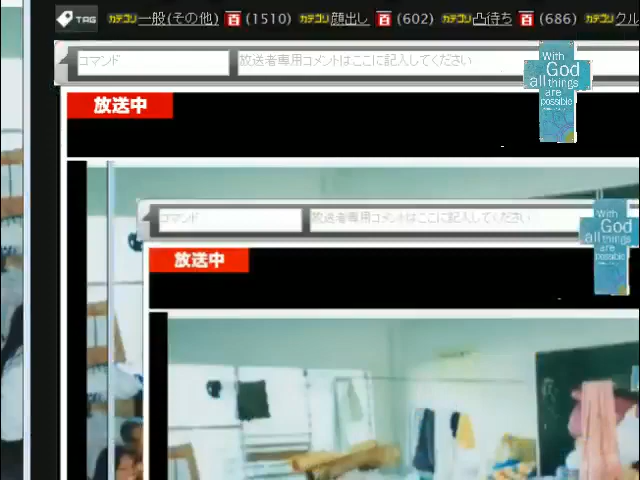 TAG カテゴリ 一般(その他) 百 (1510) カテゴリ 顔出し 百 (602) カテゴリ 凸待ち 百 (686) カテゴリ クル
コマンド 放送者専用コメントはここに記入してください
With
God
all things
are
possible
放送中
コマンド 放送者専用コメントはここに記入してください
With
God
all things
are
possible
放送中